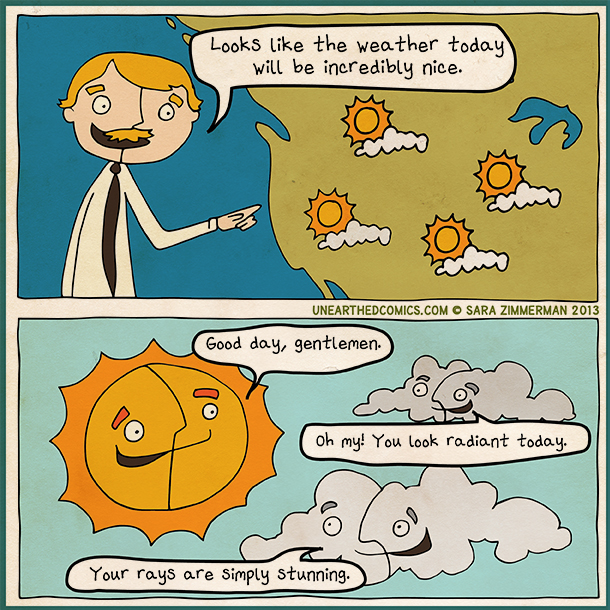 Looks like the weather today
will be incredibly nice.
UNEARTHEDCOMICS.COM © SARA ZIMMERMAN 2013
Good day, gentlemen.
Oh my! You look radiant today.
Your rays are simply stunning.